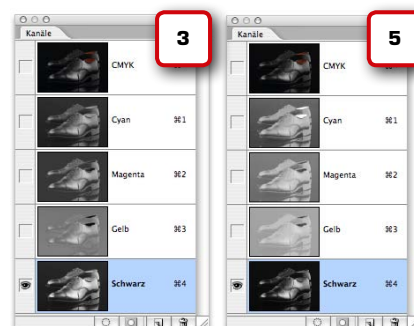 3
Kanäle
CMYK
Cyan ⌘1
Magenta ⌘2
Gelb ⌘3
Schwarz ⌘4
5
Kanäle
CMYK
Cyan ⌘1
Magenta ⌘2
Gelb ⌘3
Schwarz ⌘4